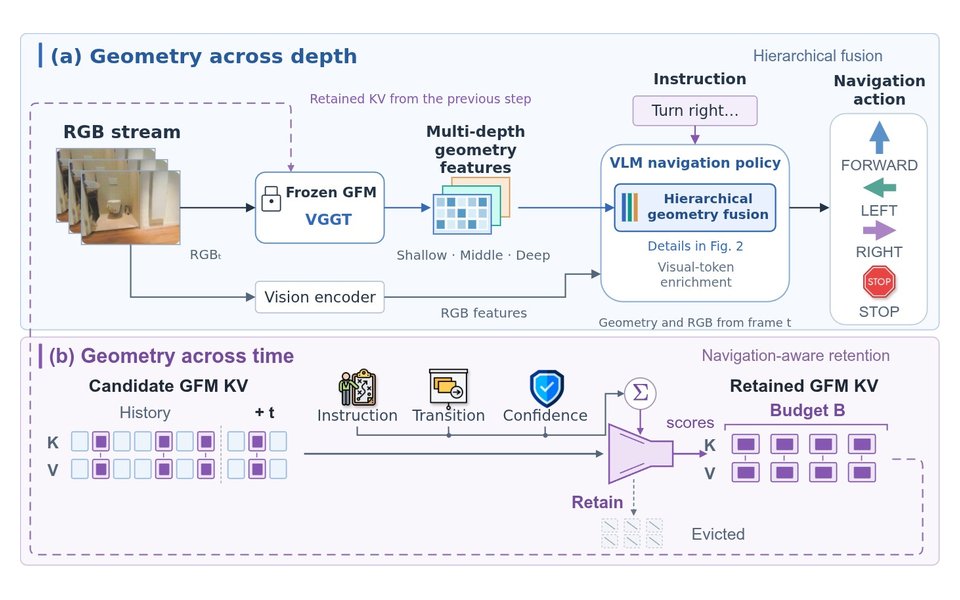 (a) Geometry across depth
Hierarchical fusion
Retained KV from the previous step
RGB stream
RGBₜ
Frozen GFM
VGGT
Vision encoder
Multi-depth
geometry
features
Shallow · Middle · Deep
RGB features
Instruction
Turn right...
VLM navigation policy
Hierarchical
geometry fusion
Details in Fig. 2
Visual-token
enrichment
Geometry and RGB from frame t
Navigation
action
FORWARD
LEFT
RIGHT
STOP
STOP
(b) Geometry across time
Navigation-aware retention
Candidate GFM KV
History
+ t
K
V
Instruction
Transition
Confidence
Σ
scores
Retain
Evicted
Retained GFM KV
Budget B
K
V